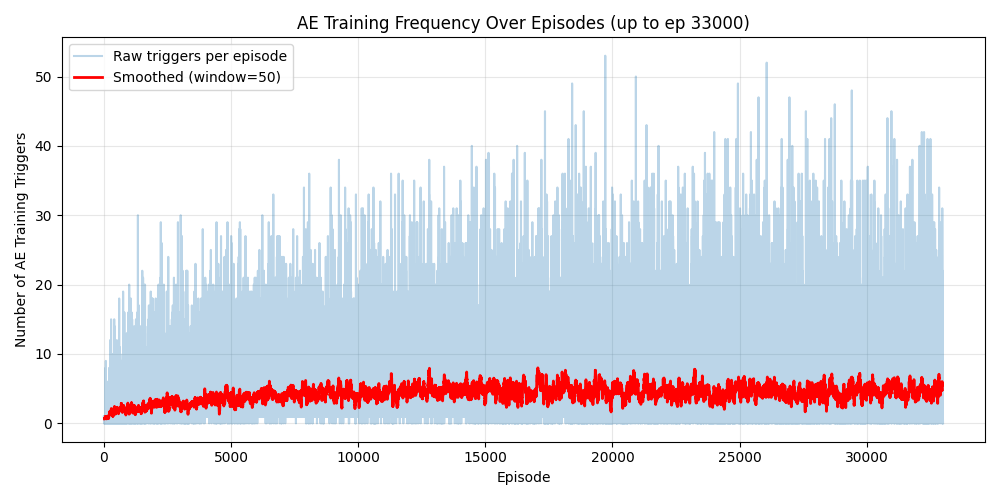 AE Training Frequency Over Episodes (up to ep 33000)
Raw triggers per episode
Smoothed (window=50)
Number of AE Training Triggers
50
40
30
20
10
0
0 5000 10000 15000 20000 25000 30000
Episode